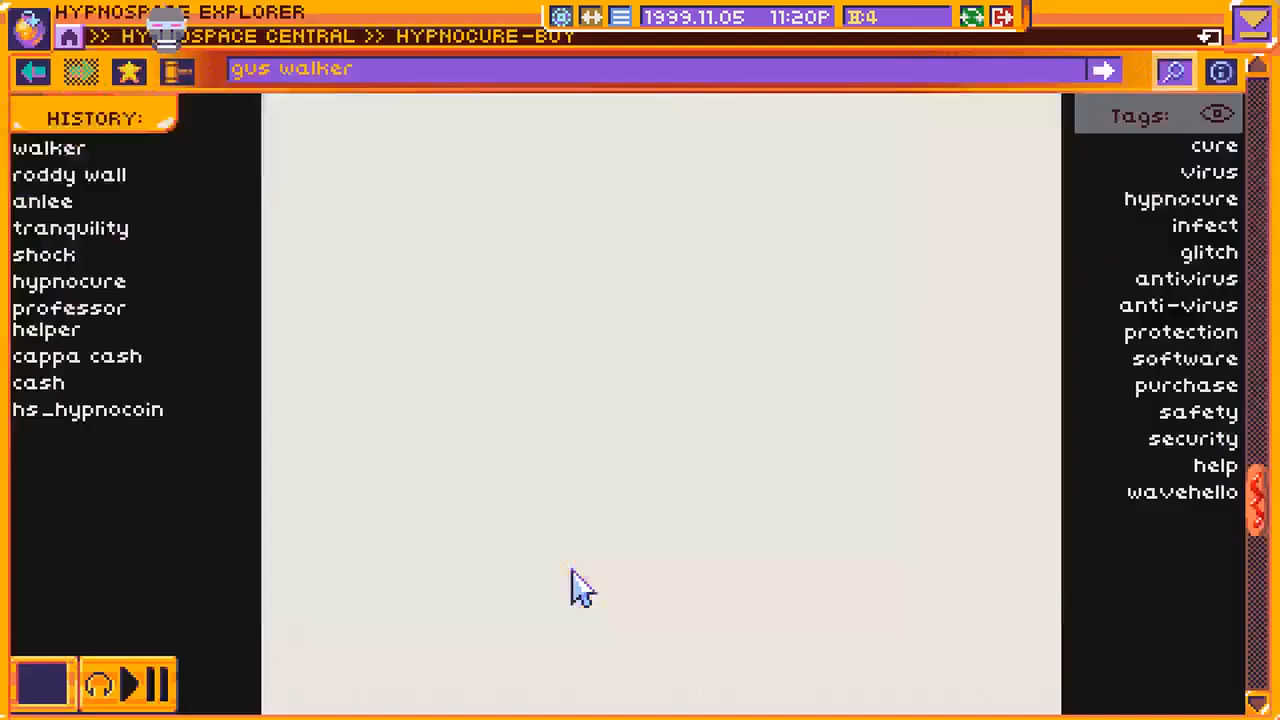 HYPNOSPACE EXPLORER
1999.11.05 11:20P
:4
>> HYPNOSPACE CENTRAL >> HYPNOCURE-BUY
gus walker
HISTORY:
walker
roddy wall
anlee
tranquility
shock
hypnocure
professor
helper
cappa cash
cash
hs_hypnocoin
Tags:
cure
virus
hypnocure
infect
glitch
antivirus
anti-virus
protection
software
purchase
safety
security
help
wavehello